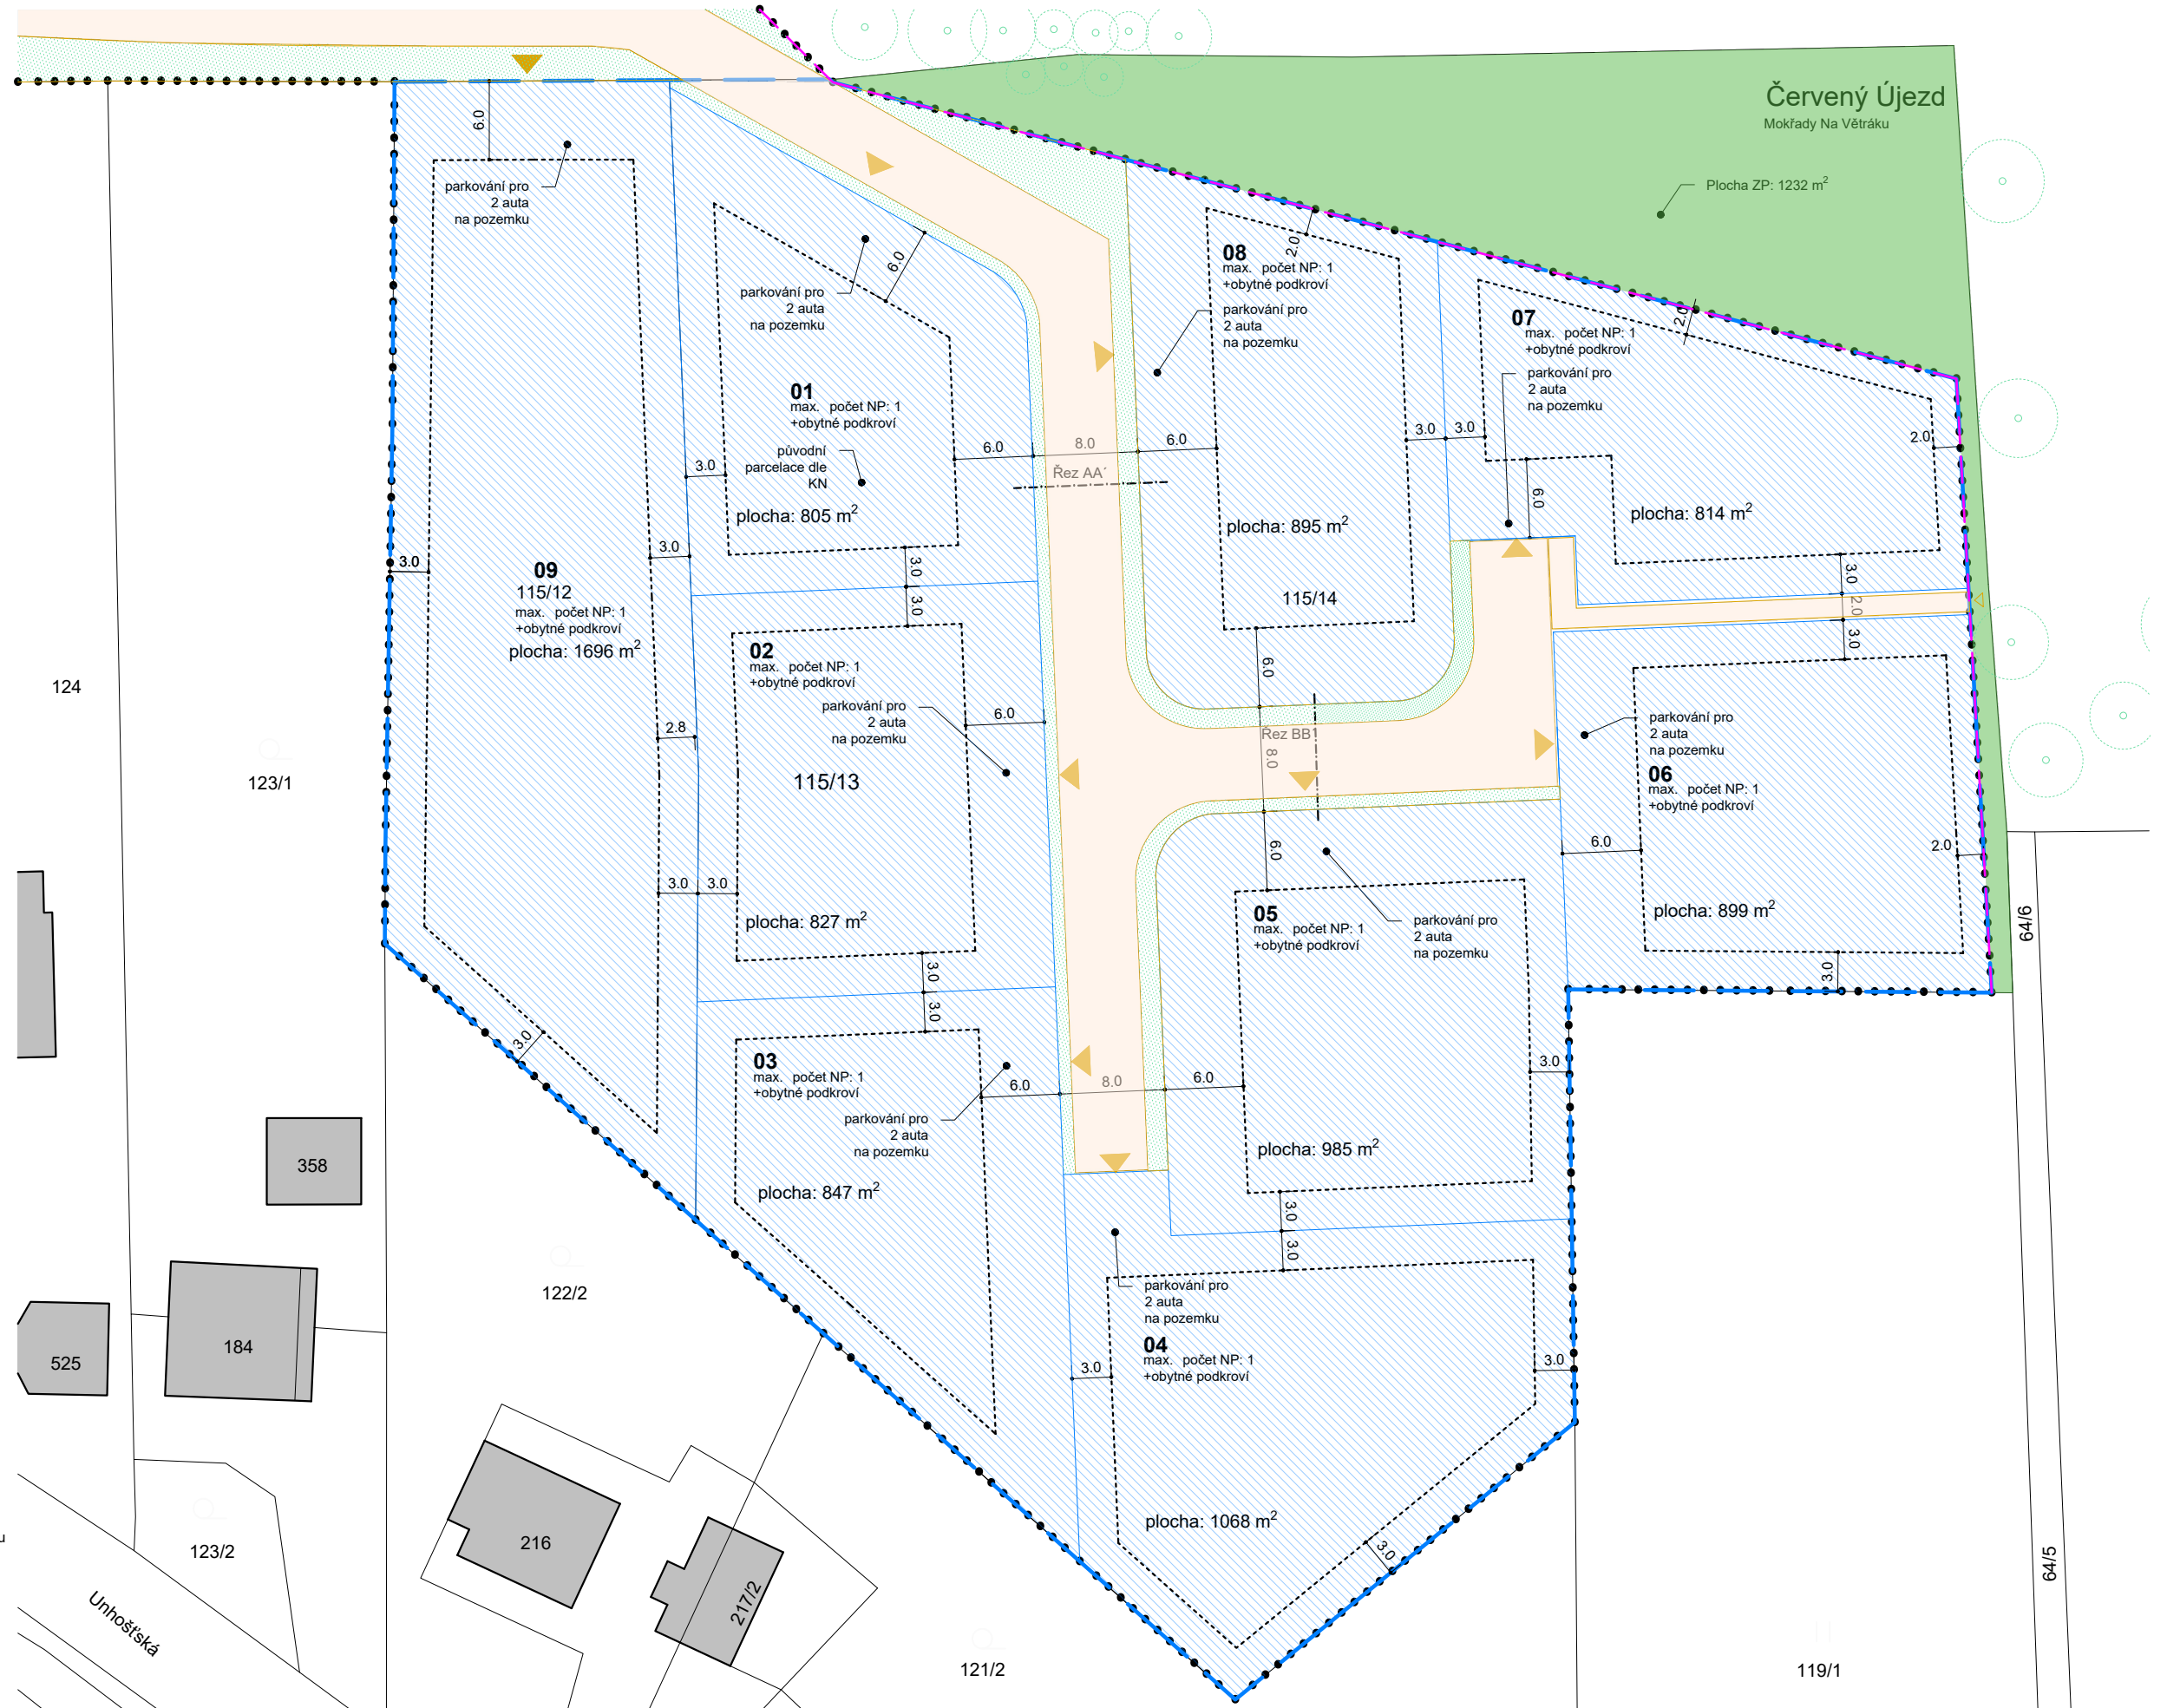 Červený Újezd
Mokřady Na Větráku
Plocha ZP: 1232 m²
6.0
parkování pro
2 auta
na pozemku
3.0
09
115/12
max. počet NP: 1
+obytné podkroví
plocha: 1696 m²
3.0
2.8
3.0
3.0
3.0
parkování pro
2 auta
na pozemku
6.0
01
max. počet NP: 1
+obytné podkroví
původní
parcelace dle
KN
3.0
plocha: 805 m²
6.0
8.0
6.0
Řez AA´
3.0
3.0
08
max. počet NP: 1
+obytné podkroví
parkování pro
2 auta
na pozemku
2.0
plocha: 895 m²
115/14
3.0
3.0
6.0
07
max. počet NP: 1
+obytné podkroví
parkování pro
2 auta
na pozemku
2.0
2.0
6.0
plocha: 814 m²
3.0
2.0
3.0
02
max. počet NP: 1
+obytné podkroví
parkování pro
2 auta
na pozemku
6.0
115/13
plocha: 827 m²
3.0
3.0
Řez BB´
8.0
6.0
parkování pro
2 auta
na pozemku
06
max. počet NP: 1
+obytné podkroví
6.0
2.0
plocha: 899 m²
3.0
05
max. počet NP: 1
+obytné podkroví
parkování pro
2 auta
na pozemku
3.0
plocha: 985 m²
3.0
3.0
03
max. počet NP: 1
+obytné podkroví
parkování pro
2 auta
na pozemku
6.0
8.0
6.0
plocha: 847 m²
parkování pro
2 auta
na pozemku
04
max. počet NP: 1
+obytné podkroví
3.0
3.0
plocha: 1068 m²
3.0
124
123/1
358
184
525
122/2
216
217/2
123/2
Unhošťská
121/2
119/1
64/6
64/5